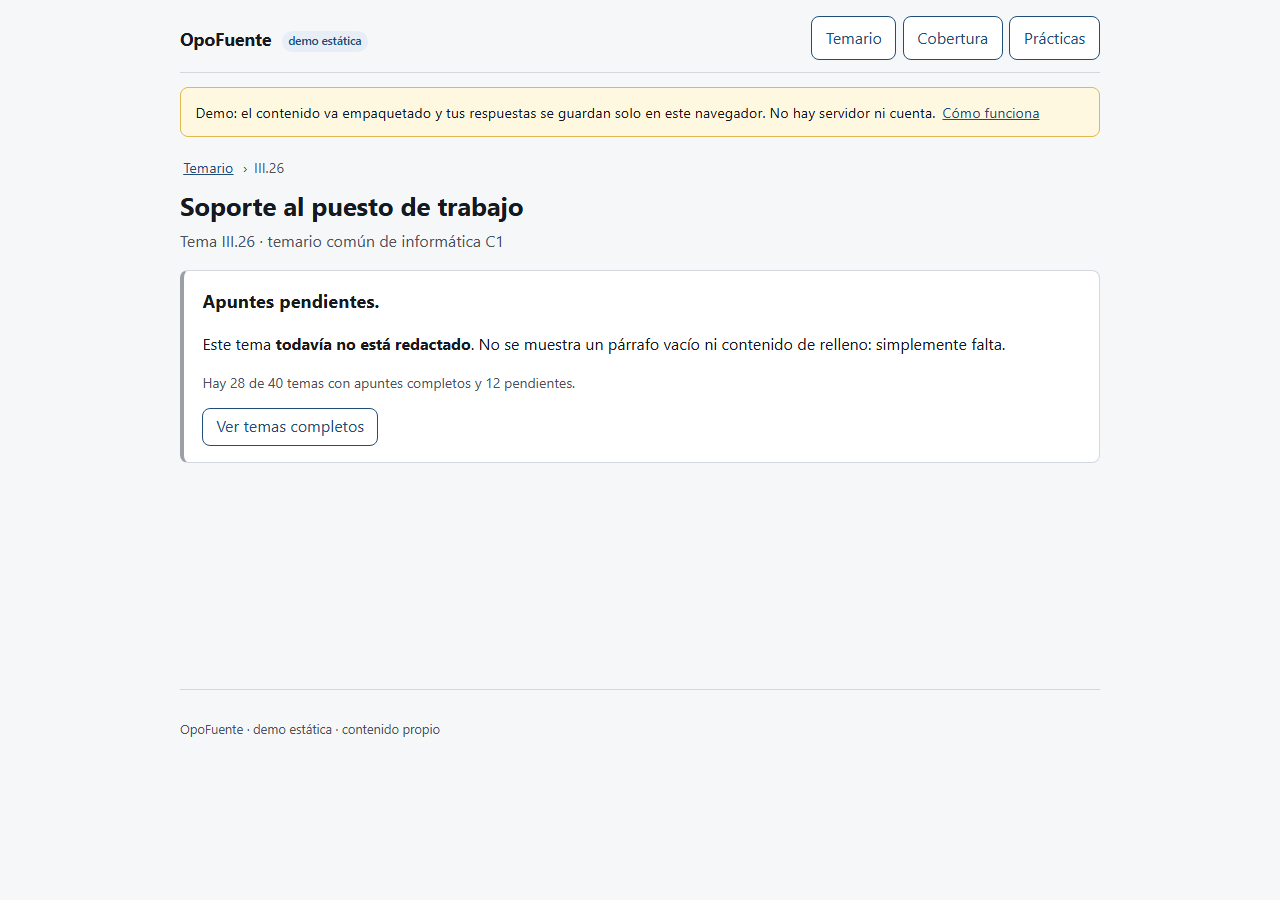 OpoFuente demo estática Temario Cobertura Prácticas
Demo: el contenido va empaquetado y tus respuestas se guardan solo en este navegador. No hay servidor ni cuenta. Cómo funciona
Temario › III.26
Soporte al puesto de trabajo
Tema III.26 · temario común de informática C1
Apuntes pendientes.
Este tema todavía no está redactado. No se muestra un párrafo vacío ni contenido de relleno: simplemente falta.
Hay 28 de 40 temas con apuntes completos y 12 pendientes.
Ver temas completos
OpoFuente · demo estática · contenido propio